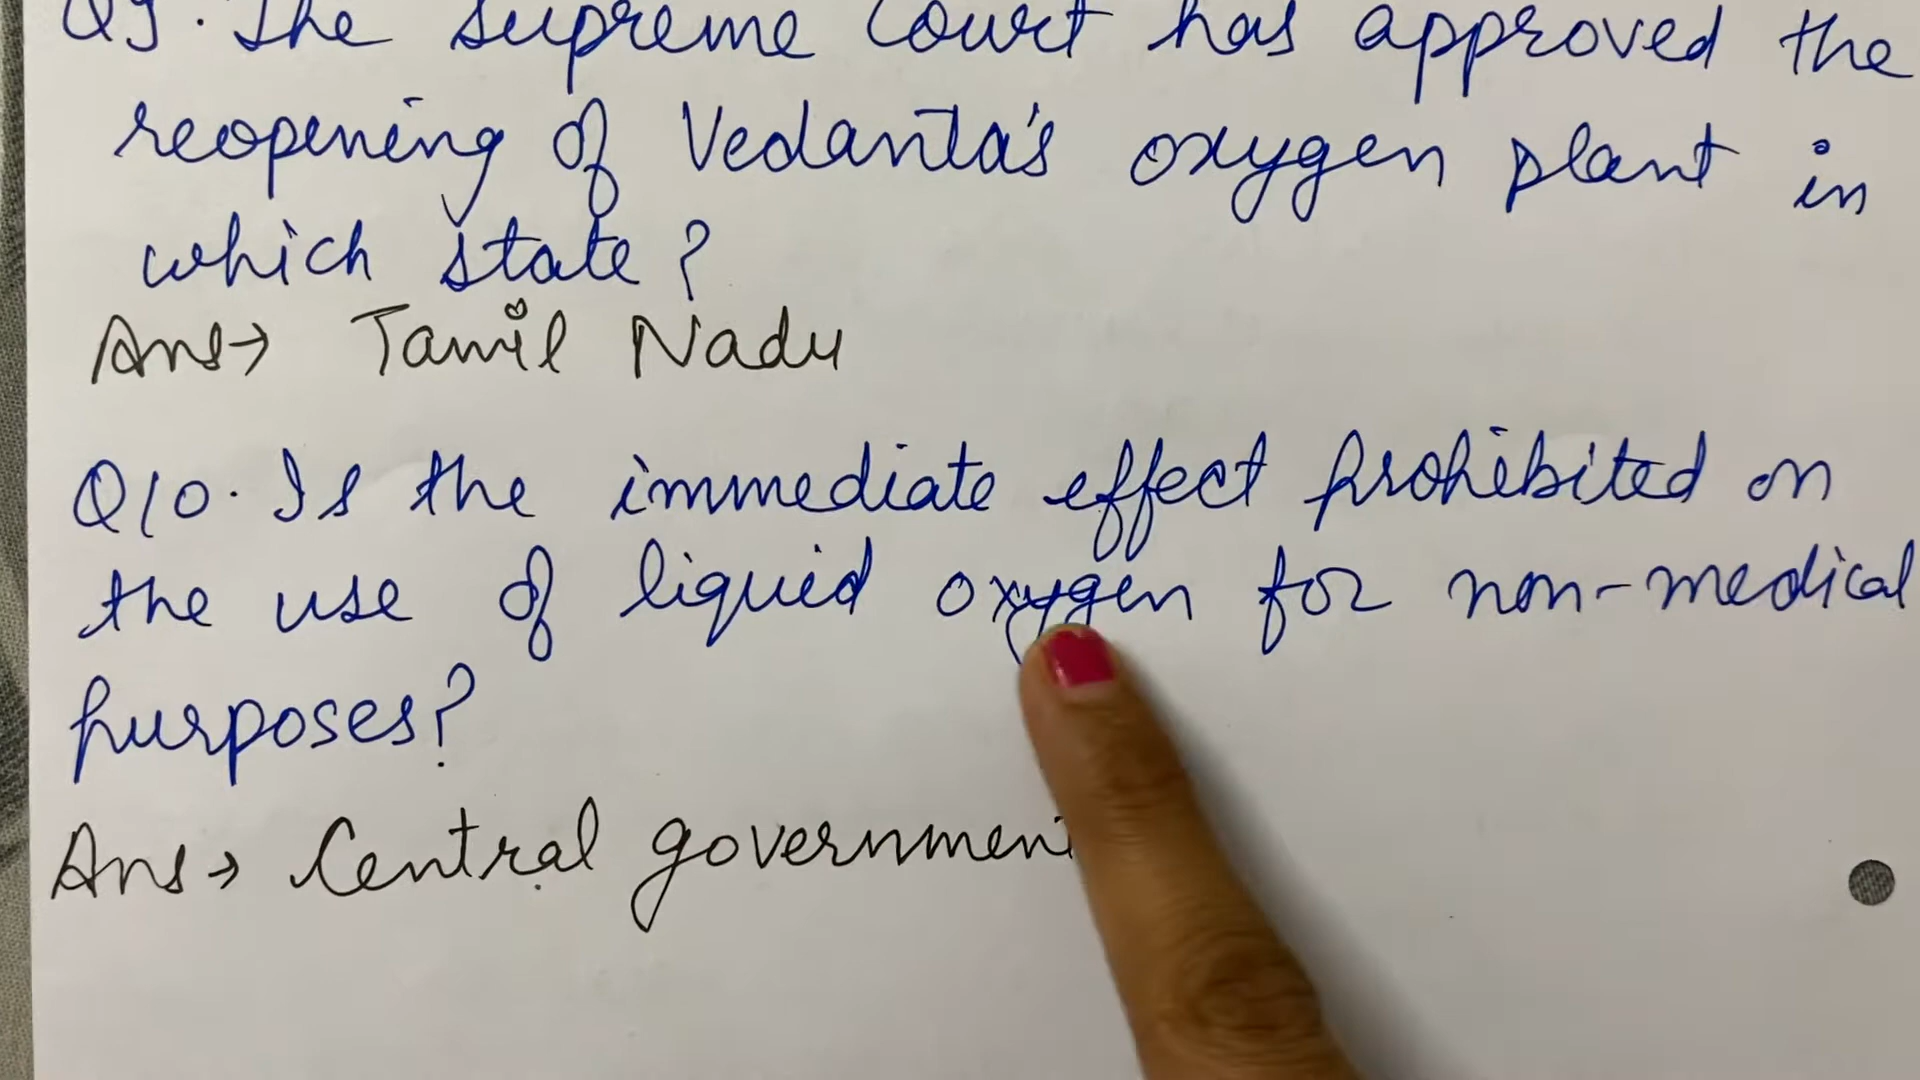 Q9. The Supreme Court has approved the
reopening of Vedanta's oxygen plant in
which state?
Ans→ Tamil Nadu
Q10. Is the immediate effect prohibited on
the use of liquid oxygen for non-medical
purposes?
Ans→ Central government